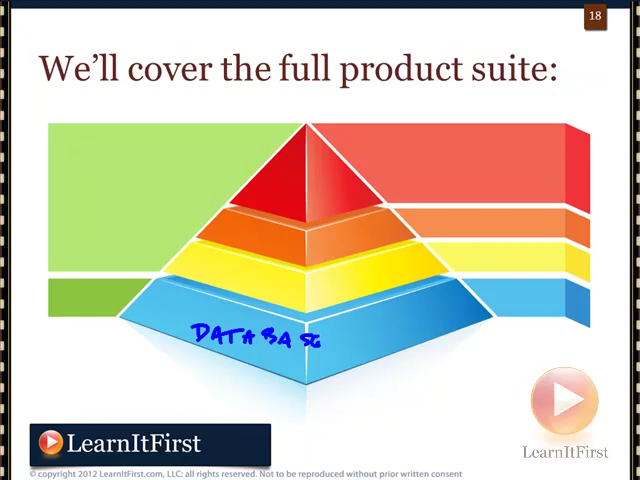 18
We'll cover the full product suite:
DATABASE
LearnItFirst
LearnItFirst
© copyright 2012 LearnItFirst.com, LLC: all rights reserved. Not to be reproduced without prior written consent